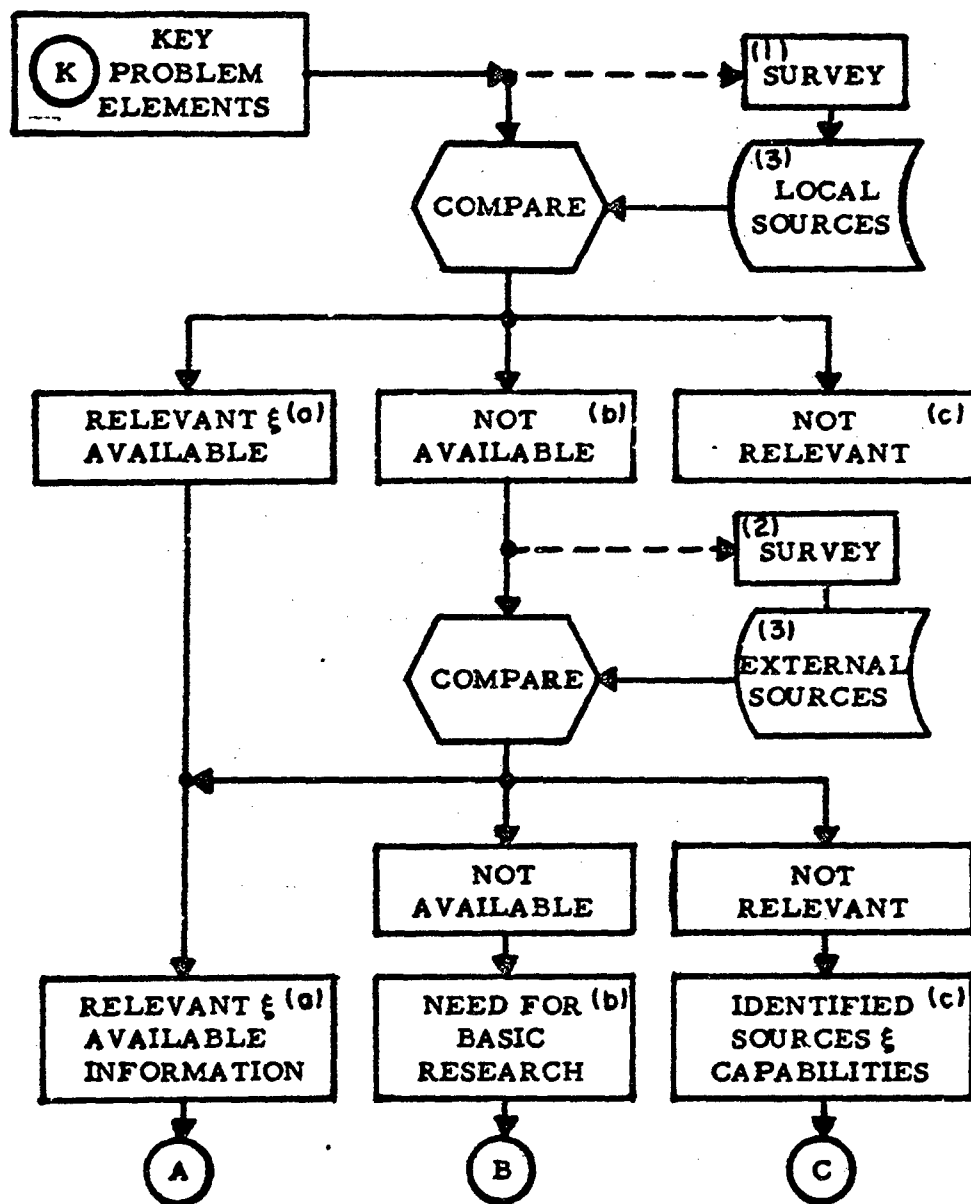 K
KEY
PROBLEM
ELEMENTS
(1)
SURVEY
(3)
LOCAL
SOURCES
COMPARE
RELEVANT ξ (a)
AVAILABLE
NOT (b)
AVAILABLE
NOT (c)
RELEVANT
(2)
SURVEY
(3)
EXTERNAL
SOURCES
COMPARE
NOT
AVAILABLE
NOT
RELEVANT
RELEVANT ξ (a)
AVAILABLE
INFORMATION
NEED FOR (b)
BASIC
RESEARCH
IDENTIFIED (c)
SOURCES ξ
CAPABILITIES
A
B
C